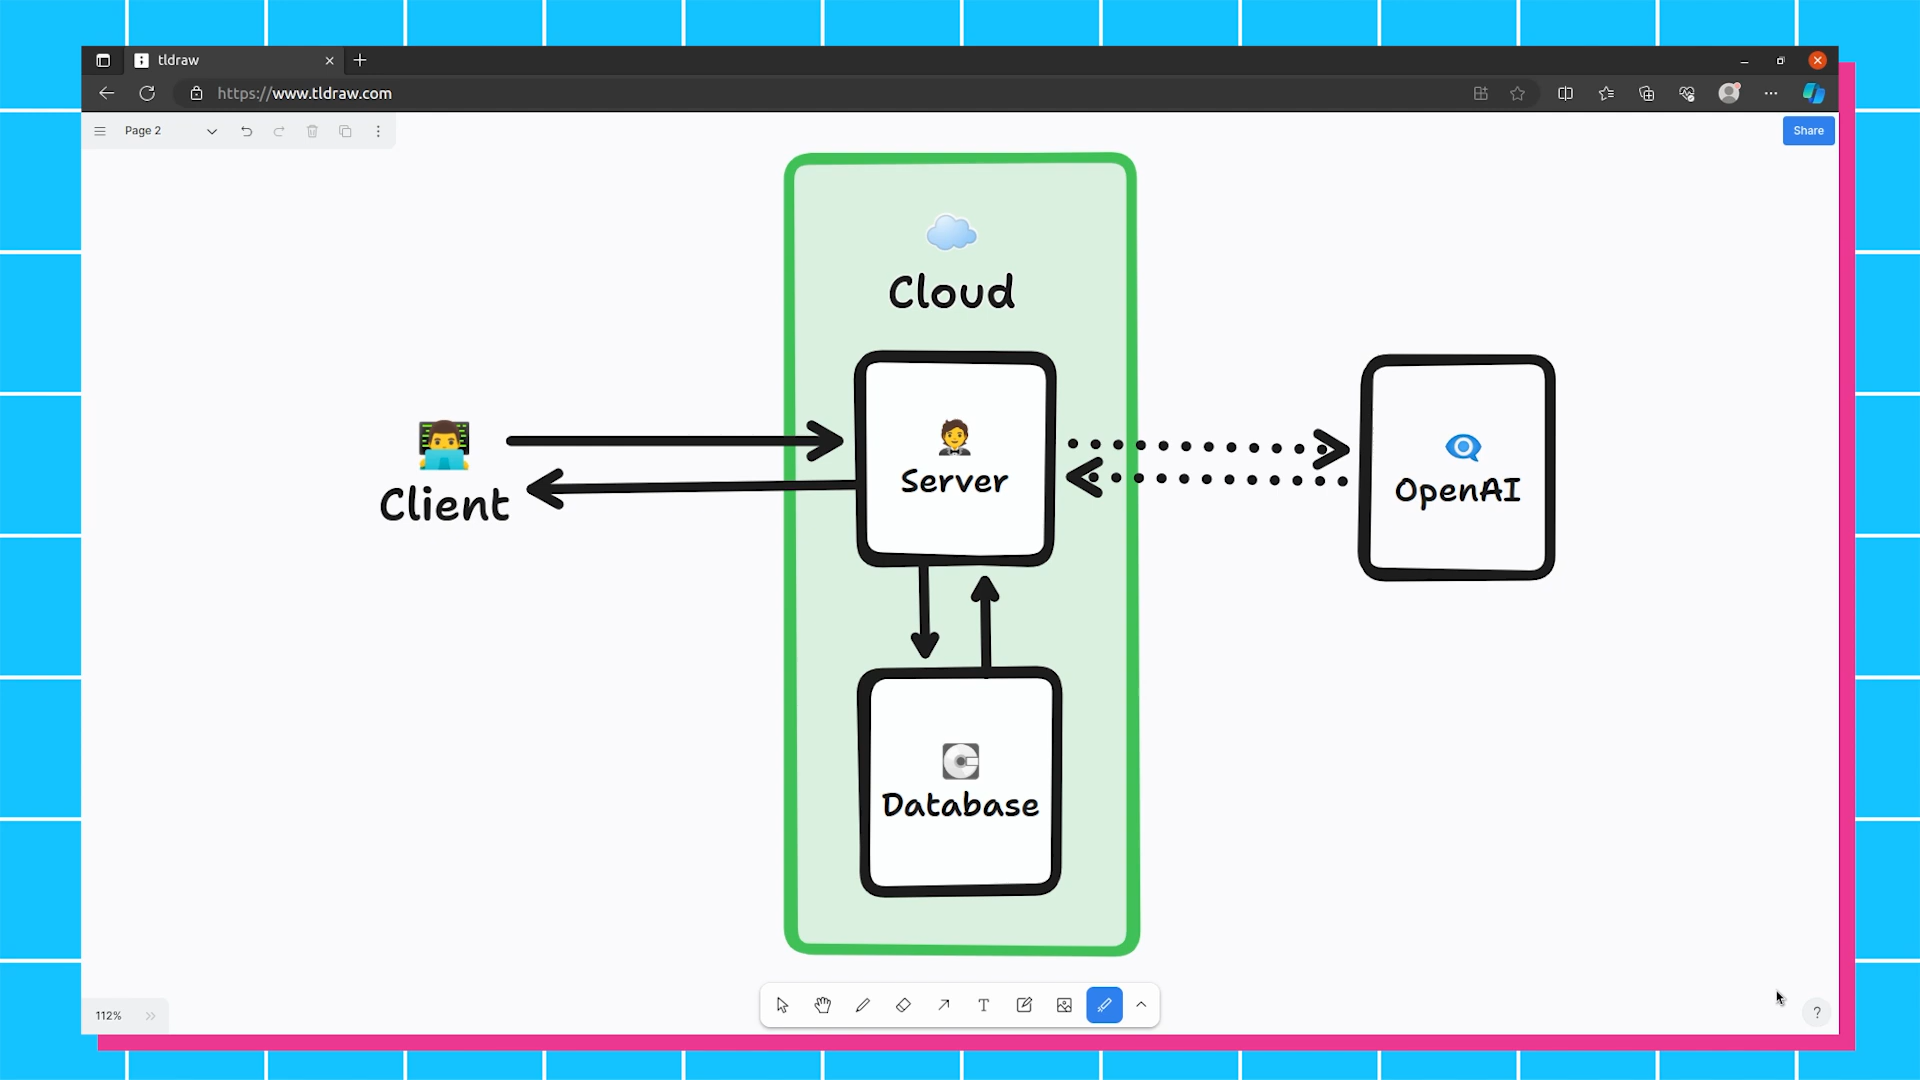 tldraw
https://www.tldraw.com
Page 2
Share
Cloud
Server
Client
OpenAI
Database
112%
?